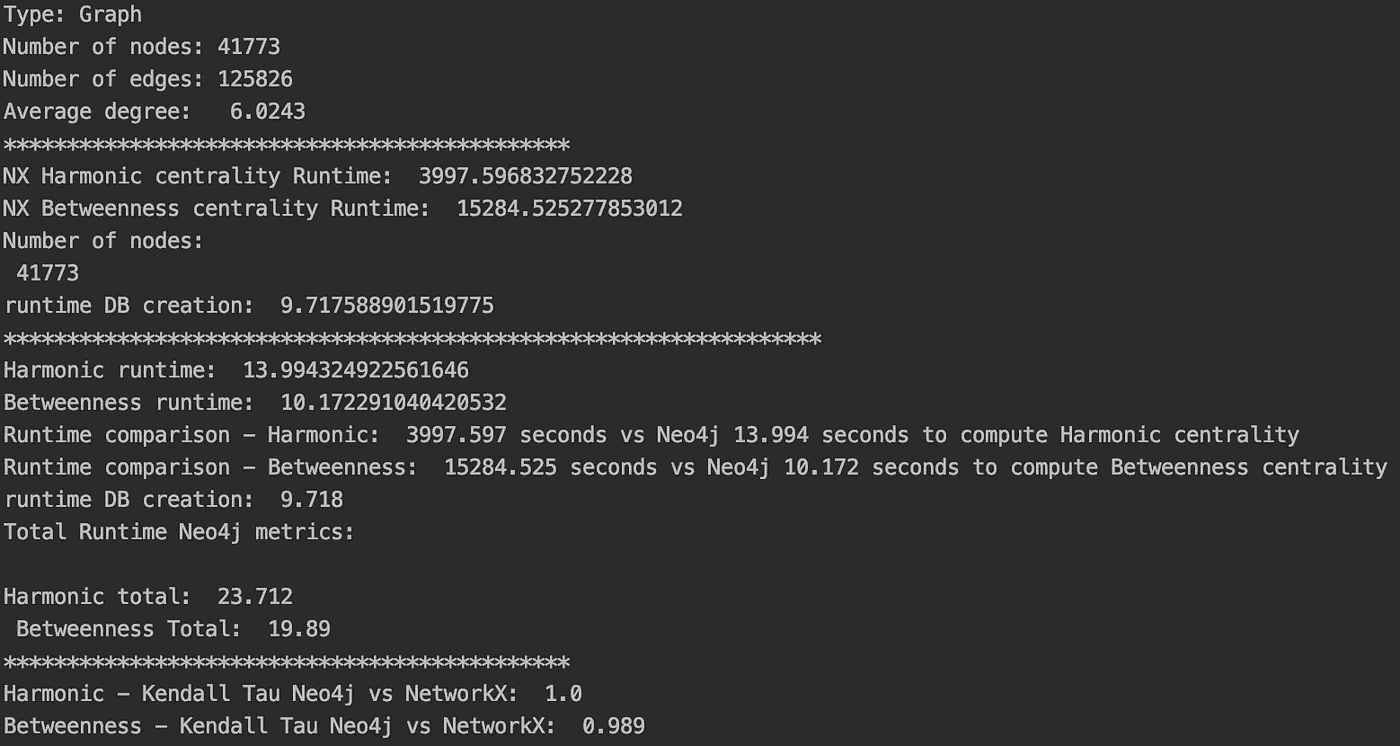 Type: Graph
Number of nodes: 41773
Number of edges: 125826
Average degree:   6.0243
*********************************************
NX Harmonic centrality Runtime:  3997.596832752228
NX Betweenness centrality Runtime:  15284.525277853012
Number of nodes:
 41773
runtime DB creation:  9.717588901519775
*****************************************************************
Harmonic runtime:  13.994324922561646
Betweenness runtime:  10.172291040420532
Runtime comparison – Harmonic:  3997.597 seconds vs Neo4j 13.994 seconds to compute Harmonic centrality
Runtime comparison – Betweenness:  15284.525 seconds vs Neo4j 10.172 seconds to compute Betweenness centrality
runtime DB creation:  9.718
Total Runtime Neo4j metrics:
Harmonic total:  23.712
 Betweenness Total:  19.89
*********************************************
Harmonic – Kendall Tau Neo4j vs NetworkX:  1.0
Betweenness – Kendall Tau Neo4j vs NetworkX:  0.989